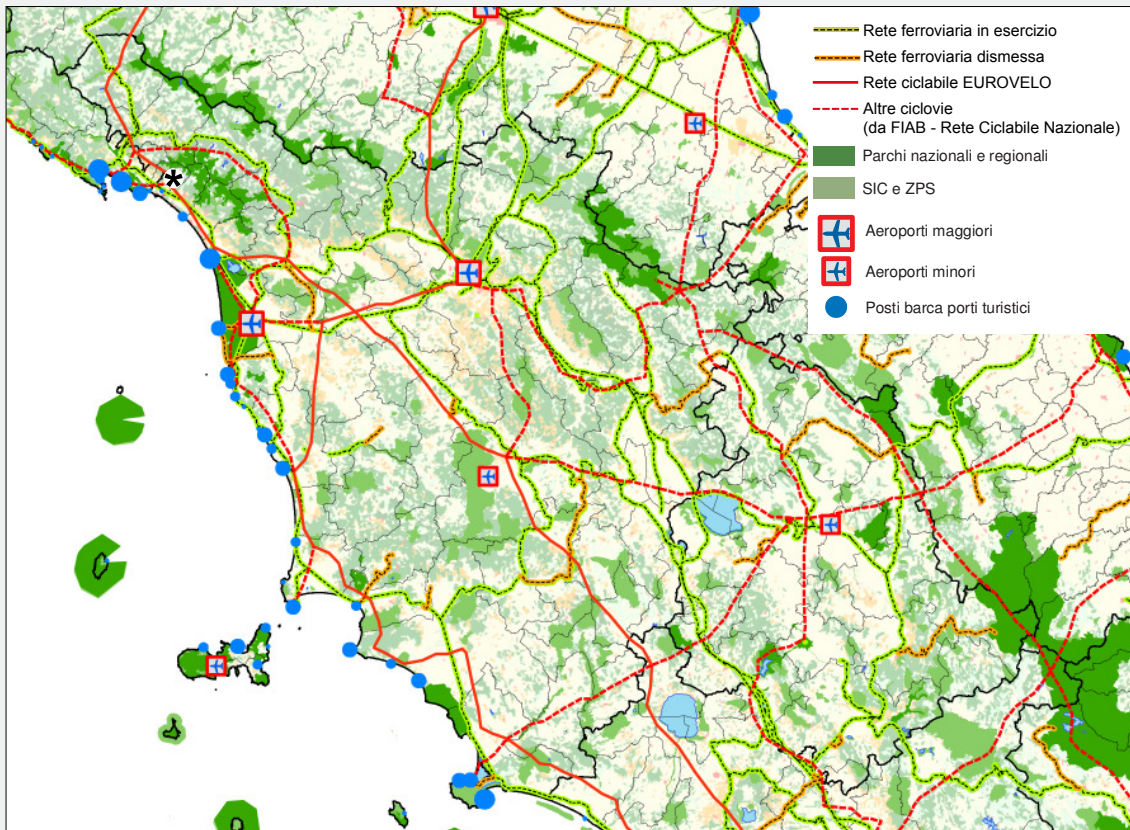 Rete ferroviaria in esercizio
Rete ferroviaria dismessa
Rete ciclabile EUROVELO
Altre ciclovie
(da FIAB - Rete Ciclabile Nazionale)
Parchi nazionali e regionali
SIC e ZPS
Aeroporti maggiori
Aeroporti minori
Posti barca porti turistici
*